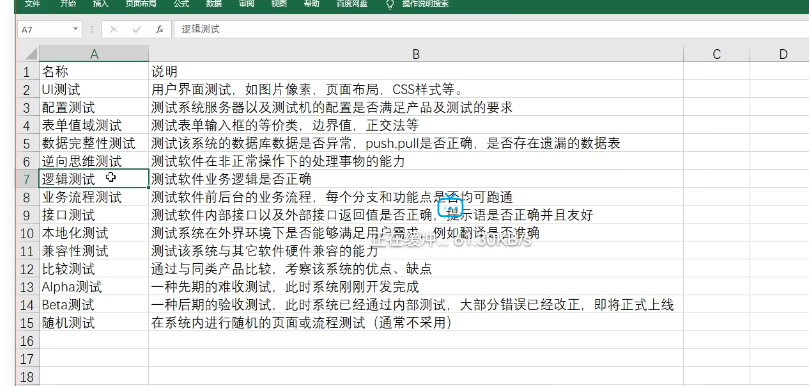 文件 开始 插入 页面布局 公式 数据 审阅 视图 帮助 百度网盘 操作说明搜索
A7 fx 逻辑测试
A B C D
1 名称 说明
2 UI测试 用户界面测试，如图片像素，页面布局，CSS样式等。
3 配置测试 测试系统服务器以及测试机的配置是否满足产品及测试的要求
4 表单值域测试 测试表单输入框的等价类，边界值，正交法等
5 数据完整性测试 测试该系统的数据库数据是否异常，push,pull是否正确，是否存在遗漏的数据表
6 逆向思维测试 测试软件在非正常操作下的处理事物的能力
7 逻辑测试 测试软件业务逻辑是否正确
8 业务流程测试 测试软件前后台的业务流程，每个分支和功能点是否均可跑通
9 接口测试 测试软件内部接口以及外部接口返回值是否正确，提示语是否正确并且友好
10 本地化测试 测试系统在外界环境下是否能够满足用户需求，例如翻译是否准确
正在缓冲... 61.30KB/s
11 兼容性测试 测试该系统与其它软件硬件兼容的能力
12 比较测试 通过与同类产品比较，考察该系统的优点、缺点
13 Alpha测试 一种先期的难收测试，此时系统刚刚开发完成
14 Beta测试 一种后期的验收测试，此时系统已经通过内部测试，大部分错误已经改正，即将正式上线
15 随机测试 在系统内进行随机的页面或流程测试（通常不采用）
16
17
18